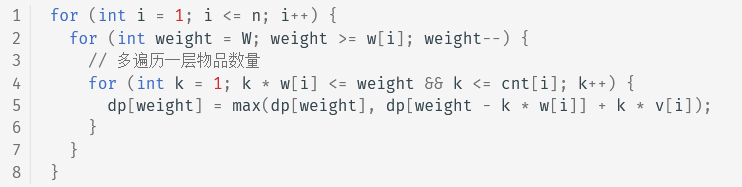 1 for (int i = 1; i <= n; i++) {
2   for (int weight = W; weight >= w[i]; weight--) {
3     // 多遍历一层物品数量
4     for (int k = 1; k * w[i] <= weight && k <= cnt[i]; k++) {
5       dp[weight] = max(dp[weight], dp[weight - k * w[i]] + k * v[i]);
6     }
7   }
8 }